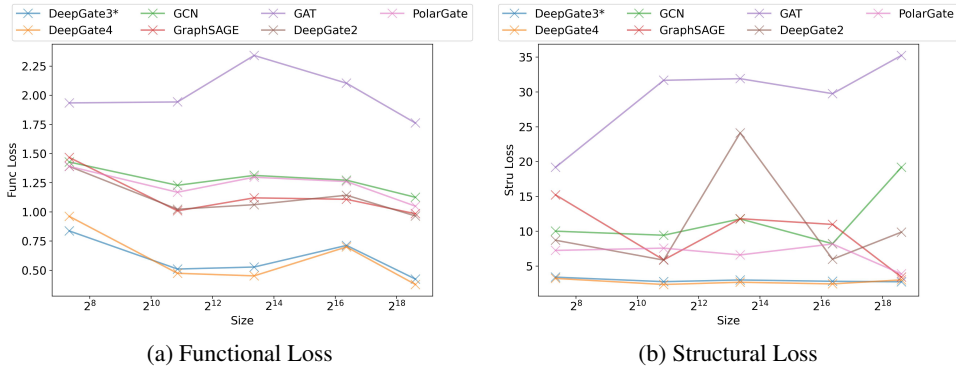 DeepGate3* GCN GAT PolarGate
DeepGate4 GraphSAGE DeepGate2
Func Loss
2.25
2.00
1.75
1.50
1.25
1.00
0.75
0.50
2^8 2^10 2^12 2^14 2^16 2^18
Size
(a) Functional Loss
DeepGate3* GCN GAT PolarGate
DeepGate4 GraphSAGE DeepGate2
Stru Loss
35
30
25
20
15
10
5
2^8 2^10 2^12 2^14 2^16 2^18
Size
(b) Structural Loss